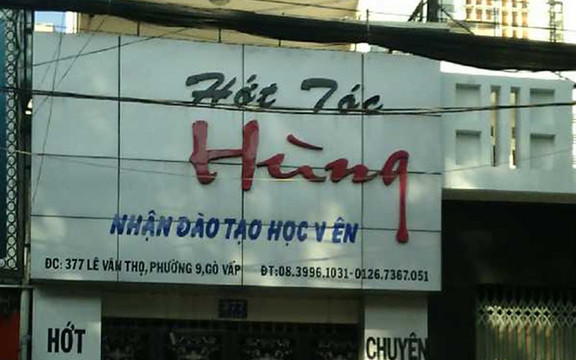 Hớt Tóc
Hùng
NHẬN ĐÀO TẠO HỌC V ÊN
ĐC: 377 LÊ VĂN THỌ, PHƯỜNG 9, GÒ VẤP ĐT: 08.3996.1031- 0126.7367.051
377
HỚT
CHUYÊN